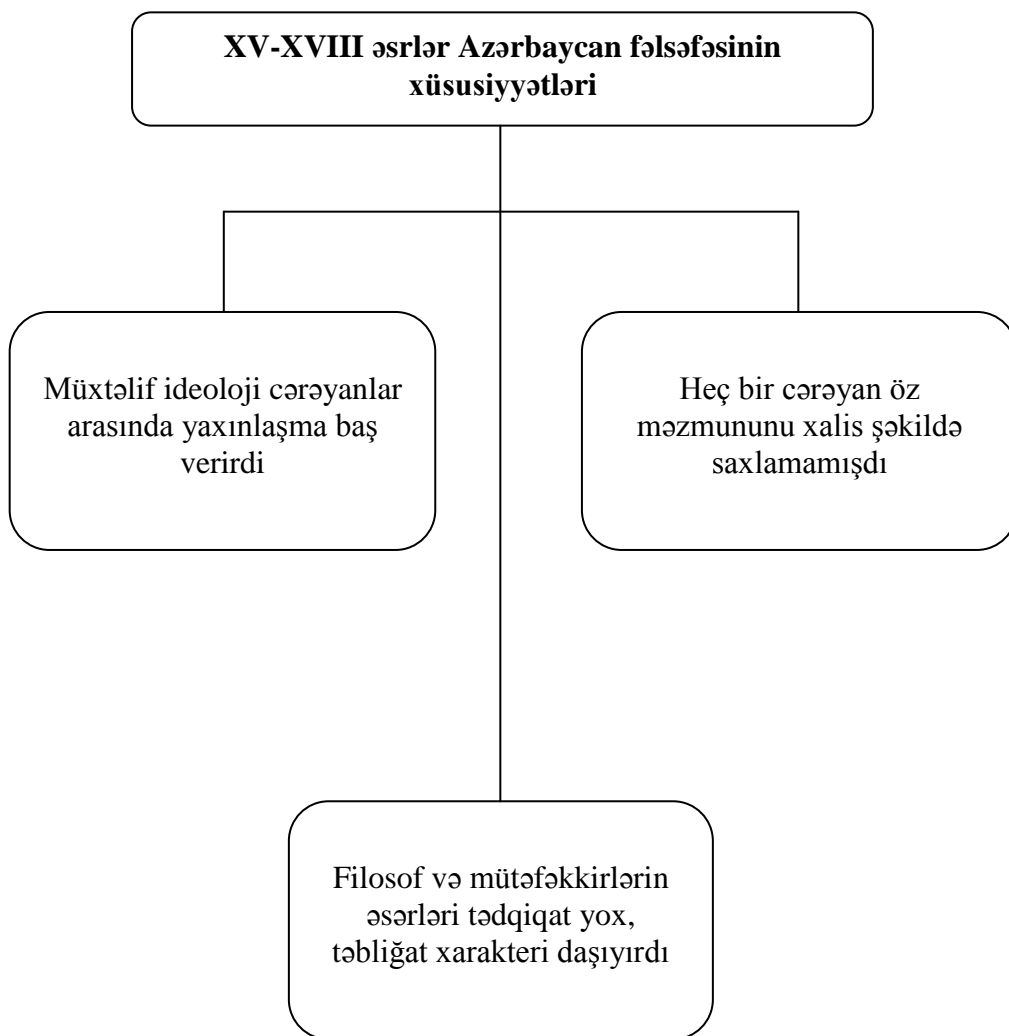 XV-XVIII əsrlər Azərbaycan fəlsəfəsinin
xüsusiyyətləri
Müxtəlif ideoloji cərəyanlar
arasında yaxınlaşma baş
verirdi
Heç bir cərəyan öz
məzmununu xalis şəkildə
saxlamamışdı
Filosof və mütəfəkkirlərin
əsərləri tədqiqat yox,
təbliğat xarakteri daşıyırdı